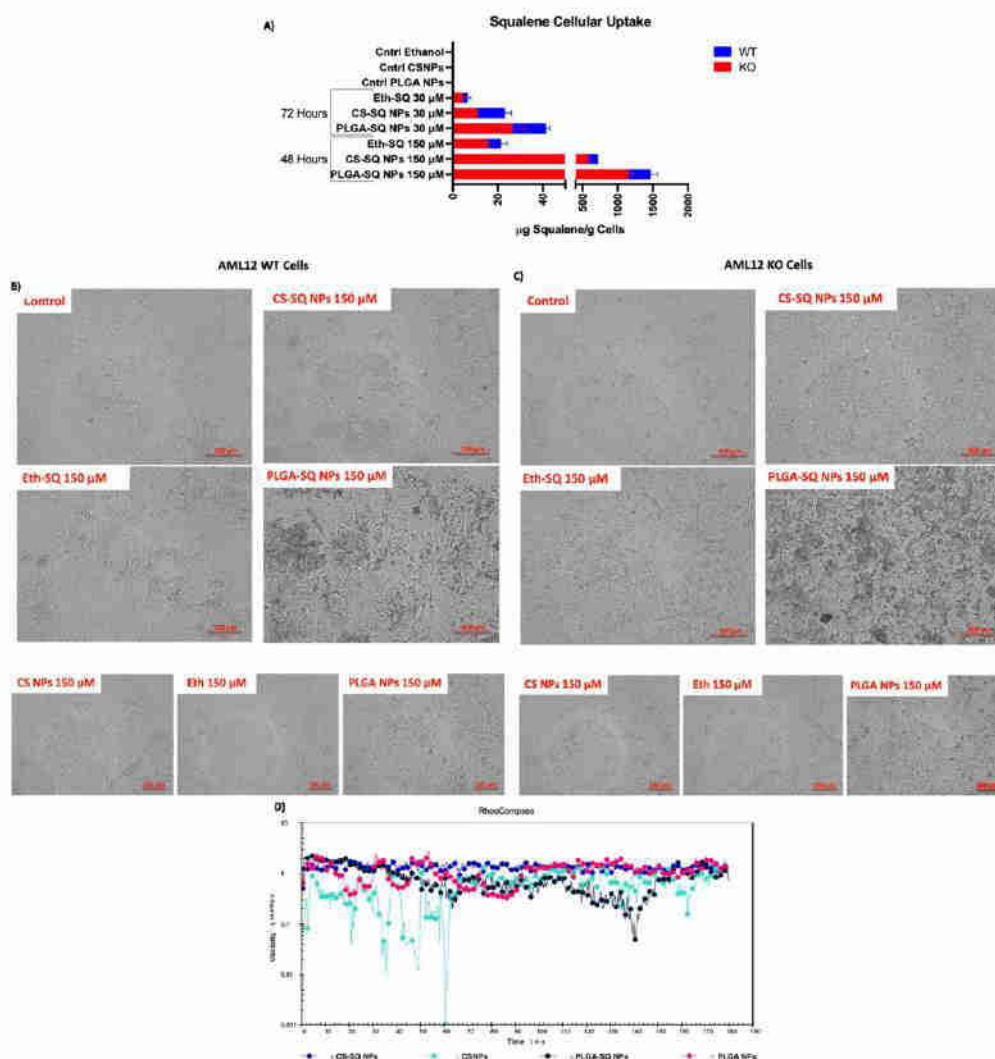 A)
Squalene Cellular Uptake
WT
KO
Cntrl Ethanol
Cntrl CSNPs
Cntrl PLGA NPs
Eth-SQ 30 µM
72 Hours
CS-SQ NPs 30 µM
PLGA-SQ NPs 30 µM
Eth-SQ 150 µM
48 Hours
CS-SQ NPs 150 µM
PLGA-SQ NPs 150 µM
0 20 40 500 1000 1500 2000
µg Squalene/g Cells
AML12 WT Cells
AML12 KO Cells
B)
C)
Control
CS-SQ NPs 150 µM
Control
CS-SQ NPs 150 µM
Eth-SQ 150 µM
PLGA-SQ NPs 150 µM
Eth-SQ 150 µM
PLGA-SQ NPs 150 µM
CS NPs 150 µM
Eth 150 µM
PLGA NPs 150 µM
CS NPs 150 µM
Eth 150 µM
PLGA NPs 150 µM
D)
RheoCompass
CS-SQ NPs
CSNPs
PLGA-SQ NPs
PLGA NPs